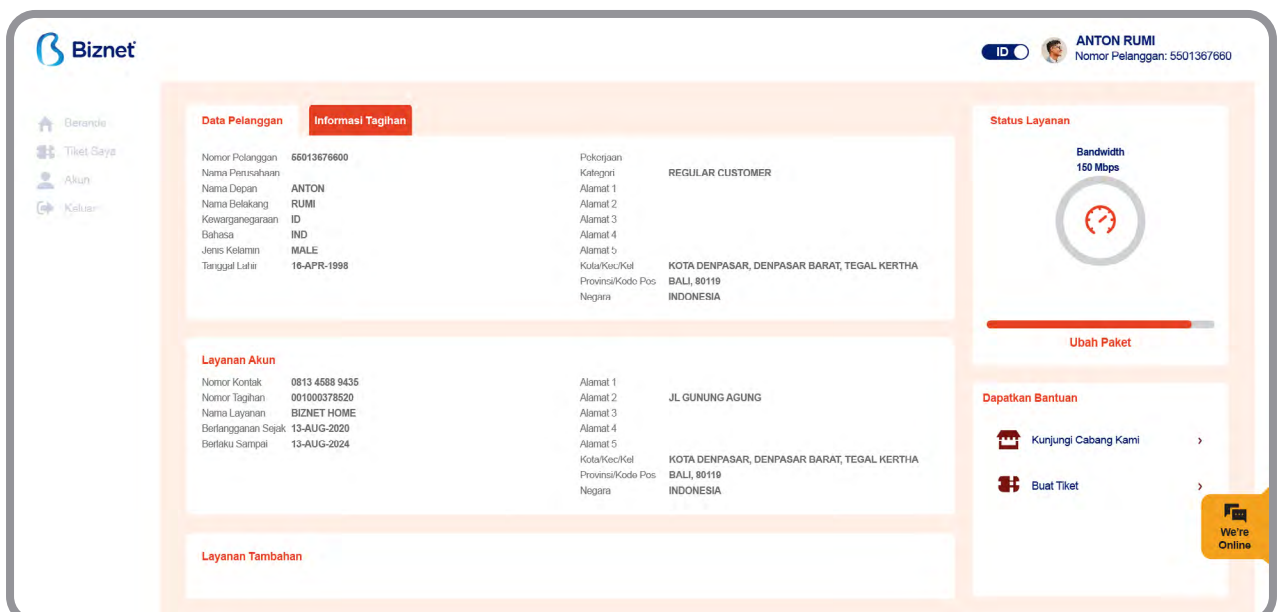 Biznet
ID
ANTON RUMI
Nomor Pelanggan: 5501367660
Beranda
Tiket Saya
Akun
Keluar
Data Pelanggan
Informasi Tagihan
Nomor Pelanggan 55013676600
Nama Perusahaan
Nama Depan ANTON
Nama Belakang RUMI
Kewarganegaraan ID
Bahasa IND
Jenis Kelamin MALE
Tanggal Lahir 16-APR-1998
Pekerjaan
Kategori REGULAR CUSTOMER
Alamat 1
Alamat 2
Alamat 3
Alamat 4
Alamat 5
Kota/Kec/Kel KOTA DENPASAR, DENPASAR BARAT, TEGAL KERTHA
Provinsi/Kode Pos BALI, 80119
Negara INDONESIA
Layanan Akun
Nomor Kontak 0813 4588 9435
Nomor Tagihan 001000378520
Nama Layanan BIZNET HOME
Berlangganan Sejak 13-AUG-2020
Berlaku Sampai 13-AUG-2024
Alamat 1
Alamat 2 JL GUNUNG AGUNG
Alamat 3
Alamat 4
Alamat 5
Kota/Kec/Kel KOTA DENPASAR, DENPASAR BARAT, TEGAL KERTHA
Provinsi/Kode Pos BALI, 80119
Negara INDONESIA
Layanan Tambahan
Status Layanan
Bandwidth
150 Mbps
Ubah Paket
Dapatkan Bantuan
Kunjungi Cabang Kami
Buat Tiket
We're
Online